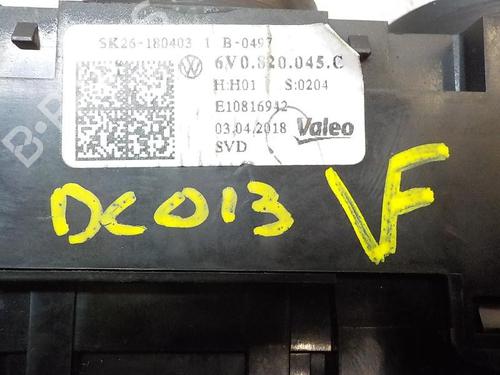 SK26-180403 1 B-0497
6V0.820.045.C
H:H01 S:0204
E10816942
03.04.2018 Valeo
SVD
DC013 VF